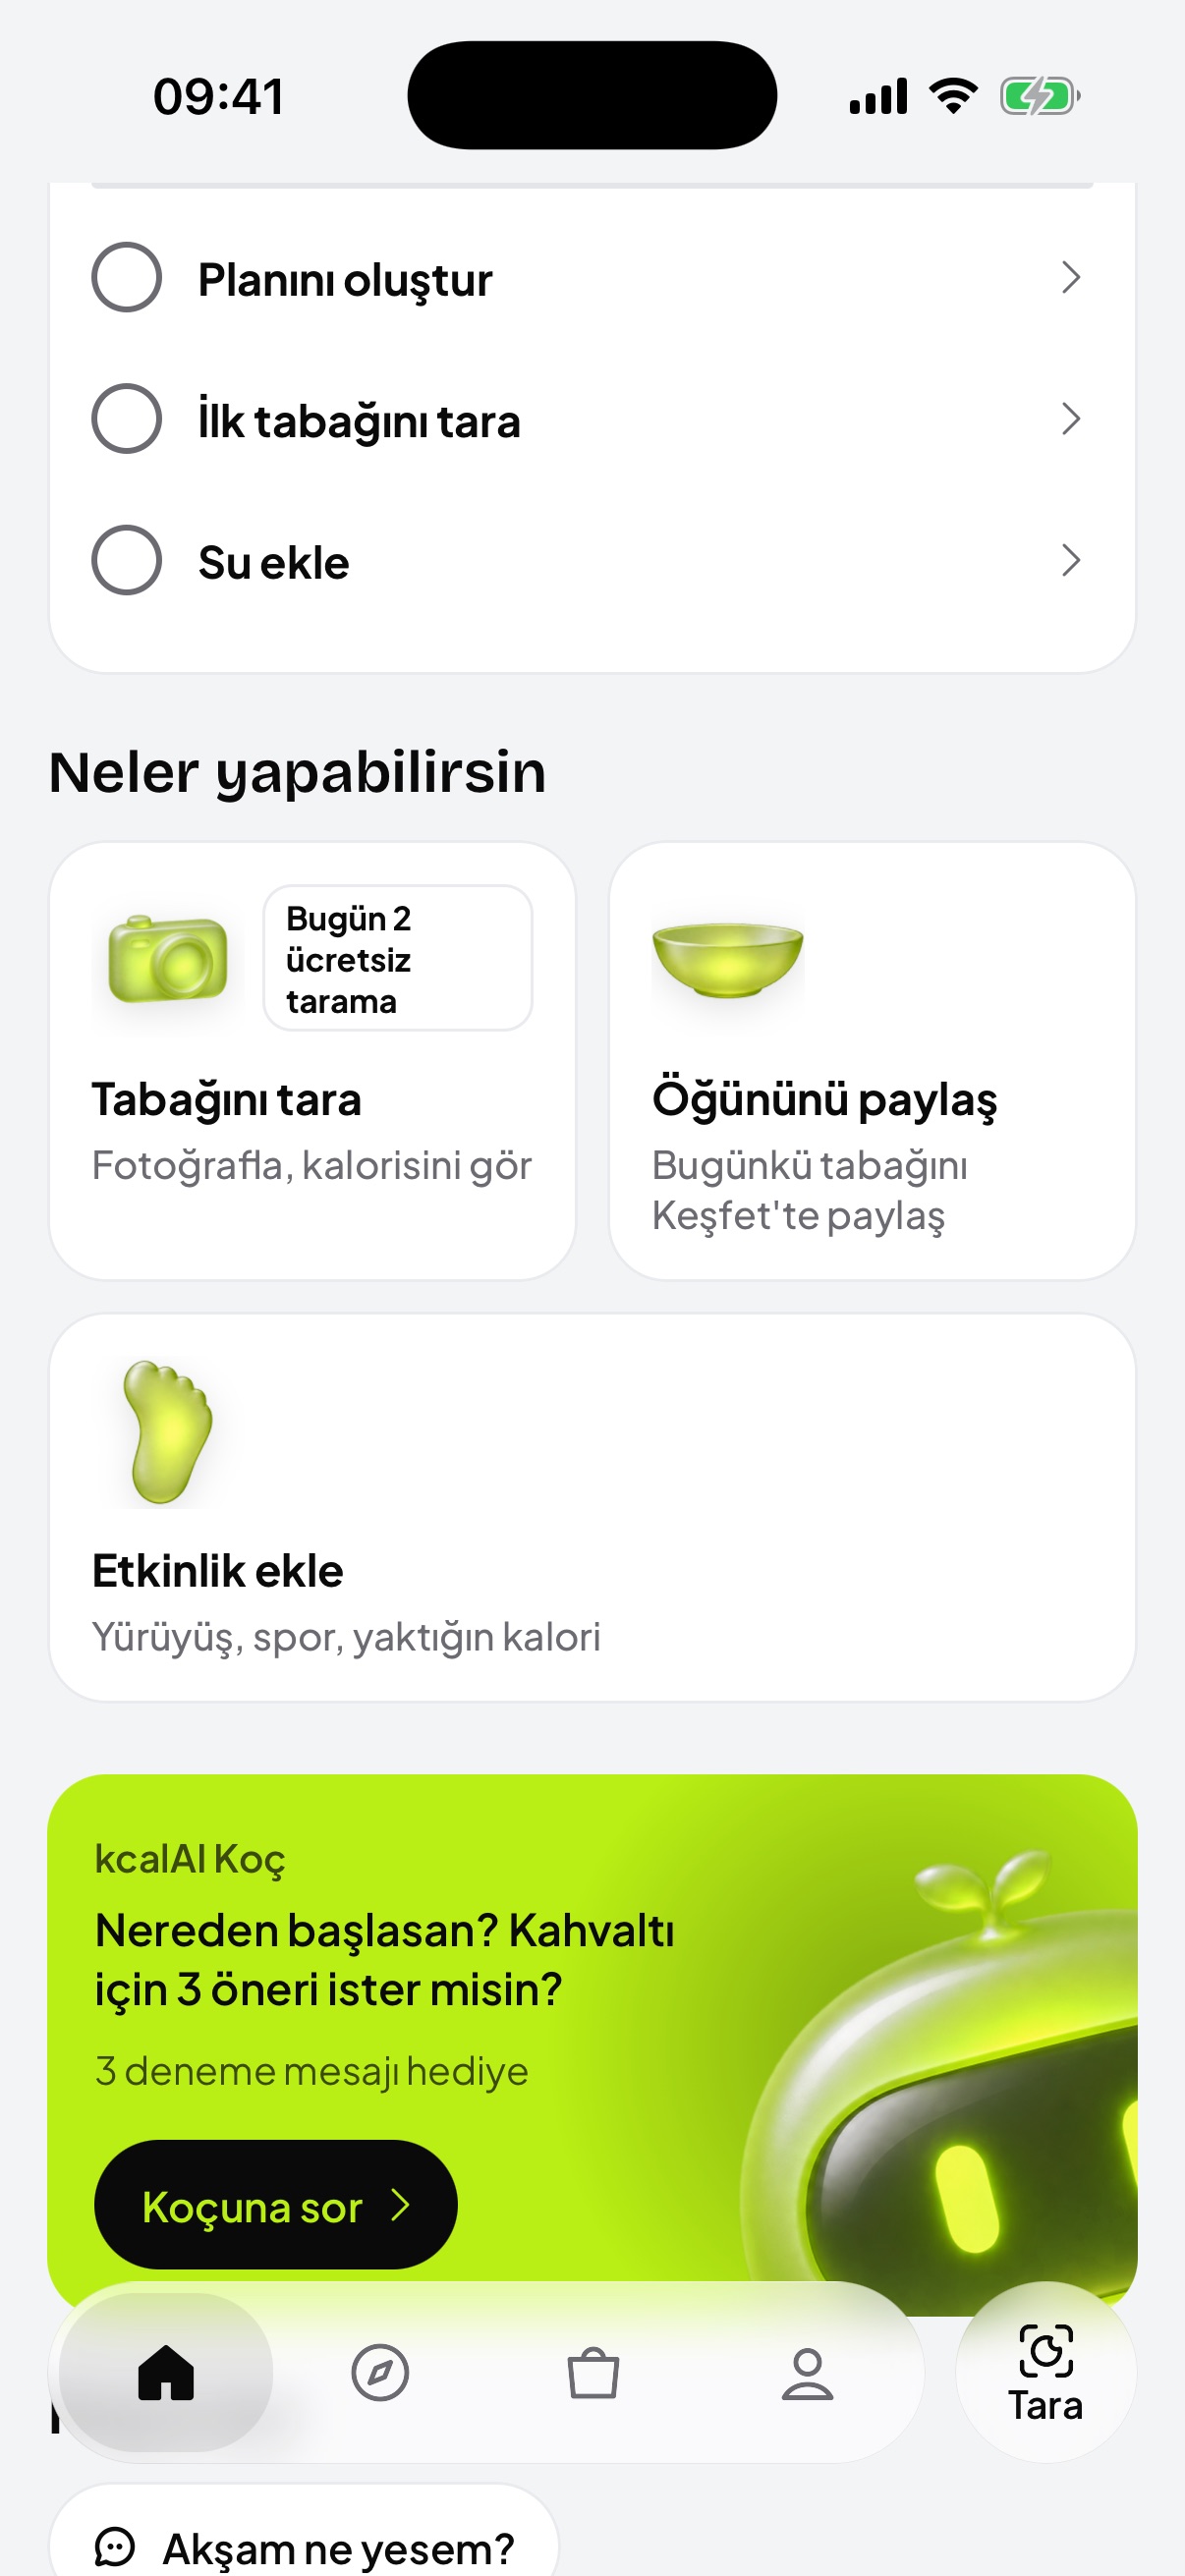 09:41
Planını oluştur
İlk tabağını tara
Su ekle
Neler yapabilirsin
Bugün 2
ücretsiz
tarama
Tabağını tara
Fotoğrafla, kalorisini gör
Öğününü paylaş
Bugünkü tabağını
Keşfet'te paylaş
Etkinlik ekle
Yürüyüş, spor, yaktığın kalori
kcalAI Koç
Nereden başlasan? Kahvaltı
için 3 öneri ister misin?
3 deneme mesajı hediye
Koçuna sor
Tara
Akşam ne yesem?